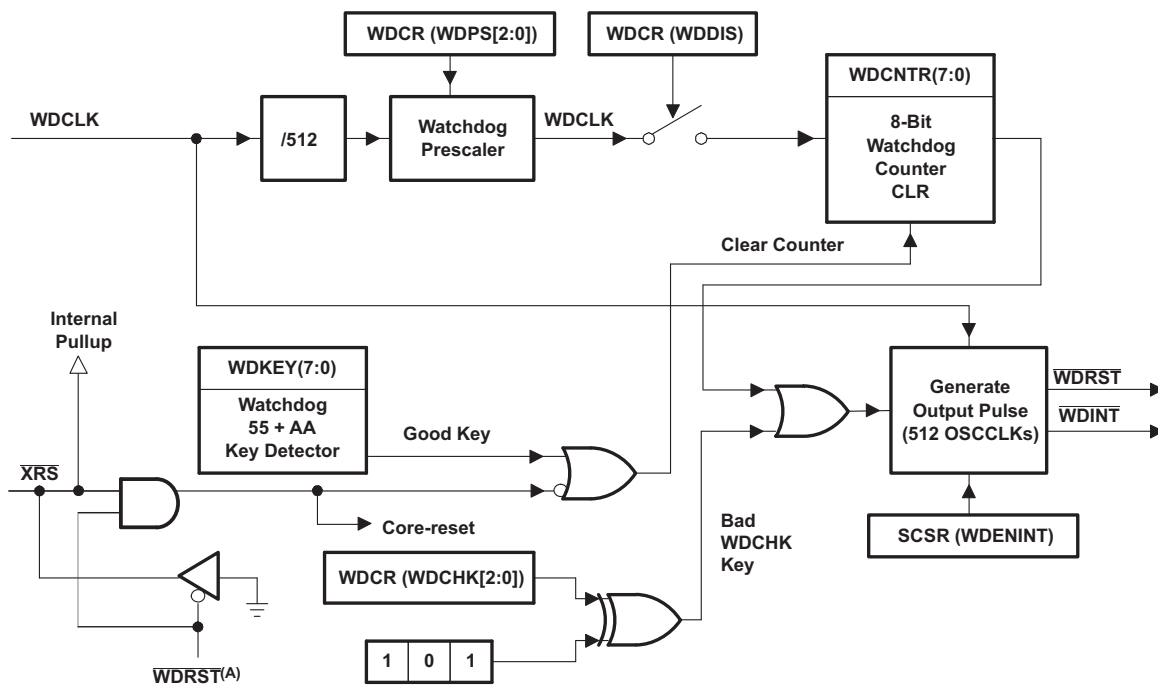 WDCR (WDPS[2:0])
WDCR (WDDIS)
WDCNTR(7:0)
WDCLK
/512
Watchdog
Prescaler
WDCLK
8-Bit
Watchdog
Counter
CLR
Clear Counter
Internal
Pullup
WDKEY(7:0)
Watchdog
55 + AA
Key Detector
Good Key
Generate
Output Pulse
(512 OSCCLKs)
WDRST
WDINT
XRS
Core-reset
Bad
WDCHK
Key
SCSR (WDENINT)
WDCR (WDCHK[2:0])
1 0 1
WDRST(A)